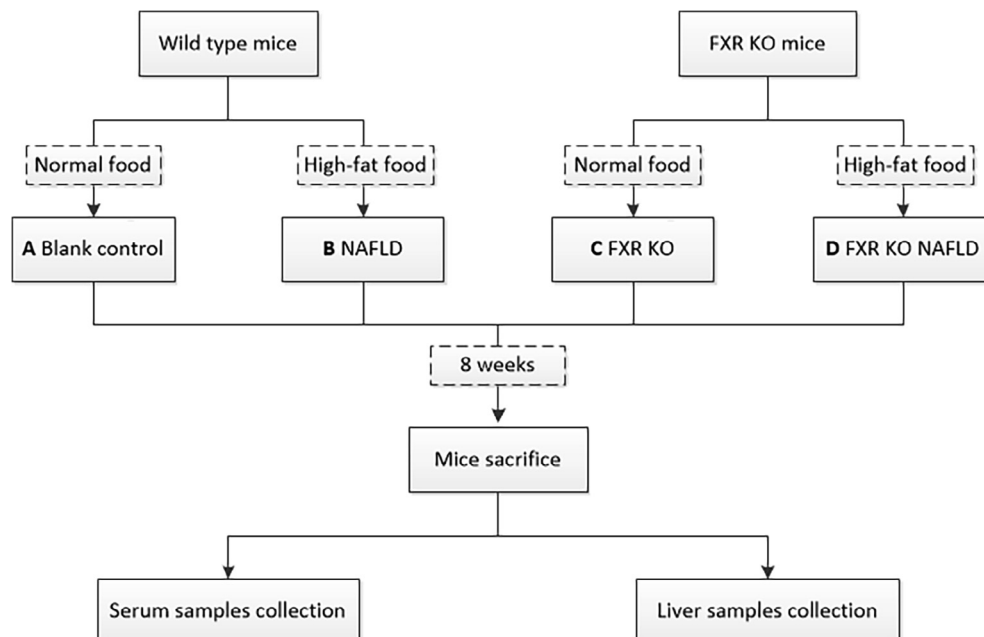 Wild type mice
FXR KO mice
Normal food
High-fat food
Normal food
High-fat food
A Blank control
B NAFLD
C FXR KO
D FXR KO NAFLD
8 weeks
Mice sacrifice
Serum samples collection
Liver samples collection